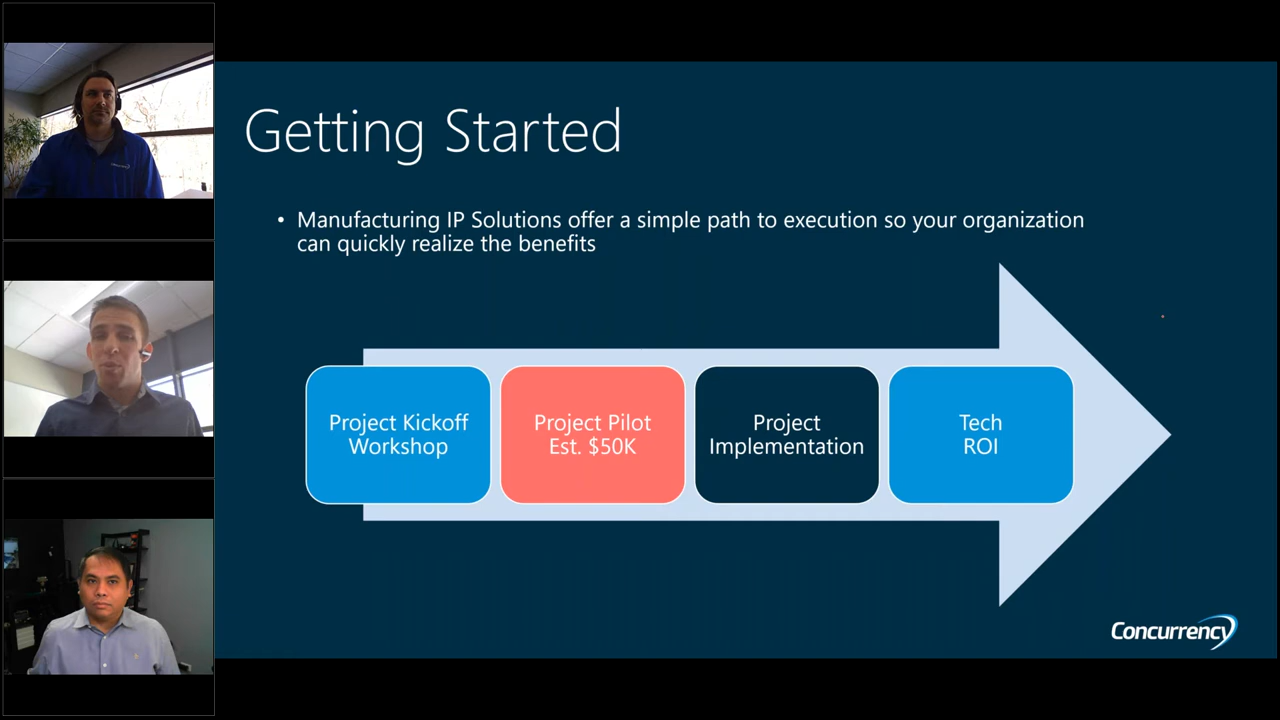 Getting Started
• Manufacturing IP Solutions offer a simple path to execution so your organization
can quickly realize the benefits
Project Kickoff
Workshop
Project Pilot
Est. $50K
Project
Implementation
Tech
ROI
Concurrency